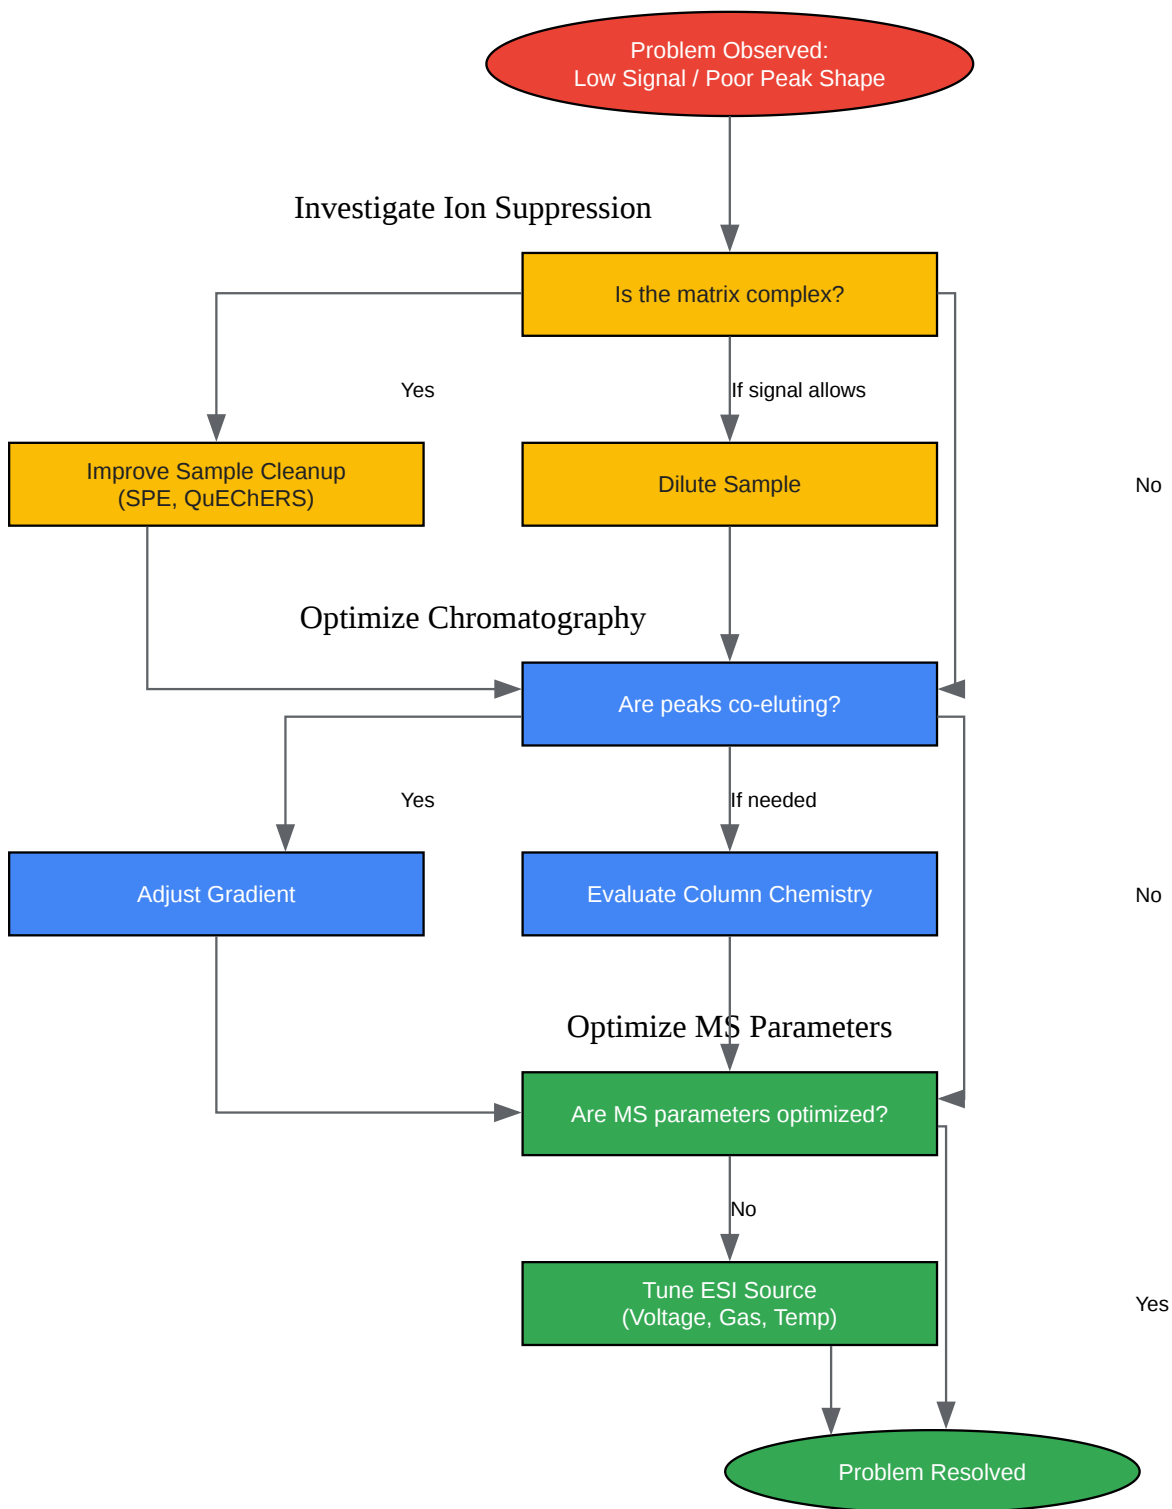 Problem Observed:
Low Signal / Poor Peak Shape
Investigate Ion Suppression
Is the matrix complex?
Yes
If signal allows
Improve Sample Cleanup
(SPE, QuEChERS)
Dilute Sample
No
Optimize Chromatography
Are peaks co-eluting?
Yes
If needed
Adjust Gradient
Evaluate Column Chemistry
No
Optimize MS Parameters
Are MS parameters optimized?
No
Tune ESI Source
(Voltage, Gas, Temp)
Yes
Problem Resolved